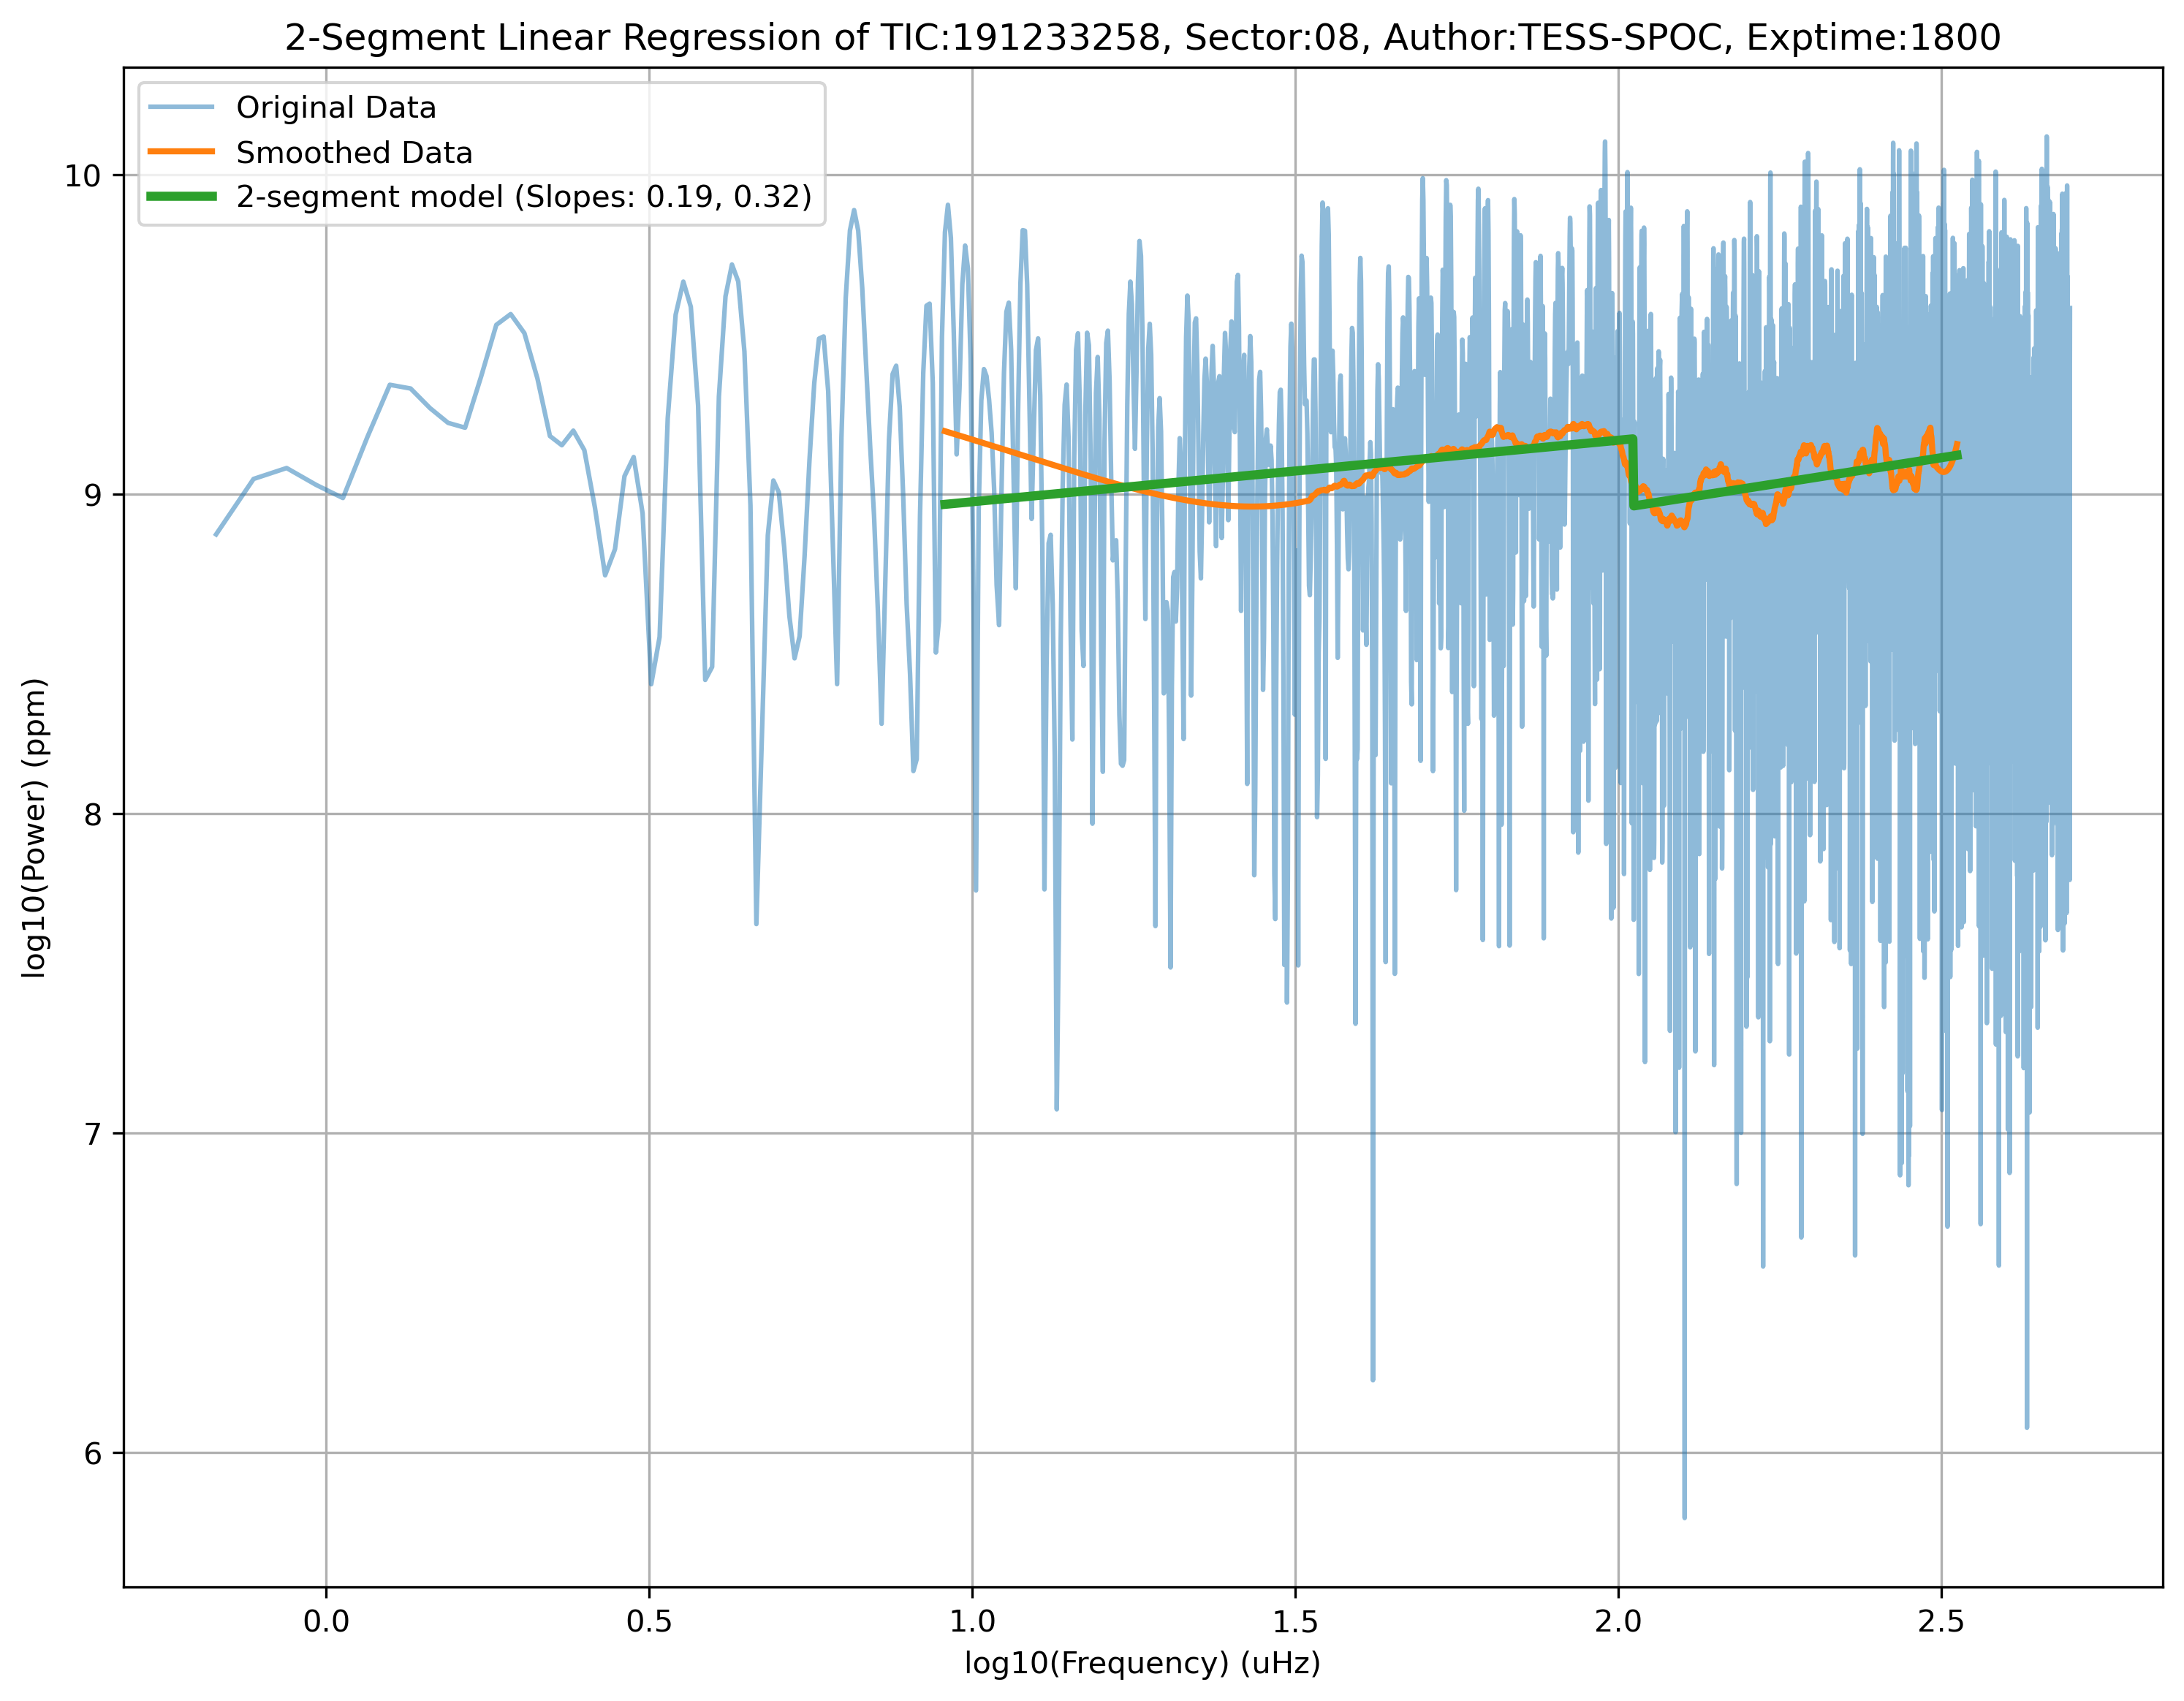 2-Segment Linear Regression of TIC:191233258, Sector:08, Author:TESS-SPOC, Exptime:1800
Original Data
Smoothed Data
2-segment model (Slopes: 0.19, 0.32)
10
9
8
7
6
log10(Power) (ppm)
0.0 0.5 1.0 1.5 2.0 2.5
log10(Frequency) (uHz)